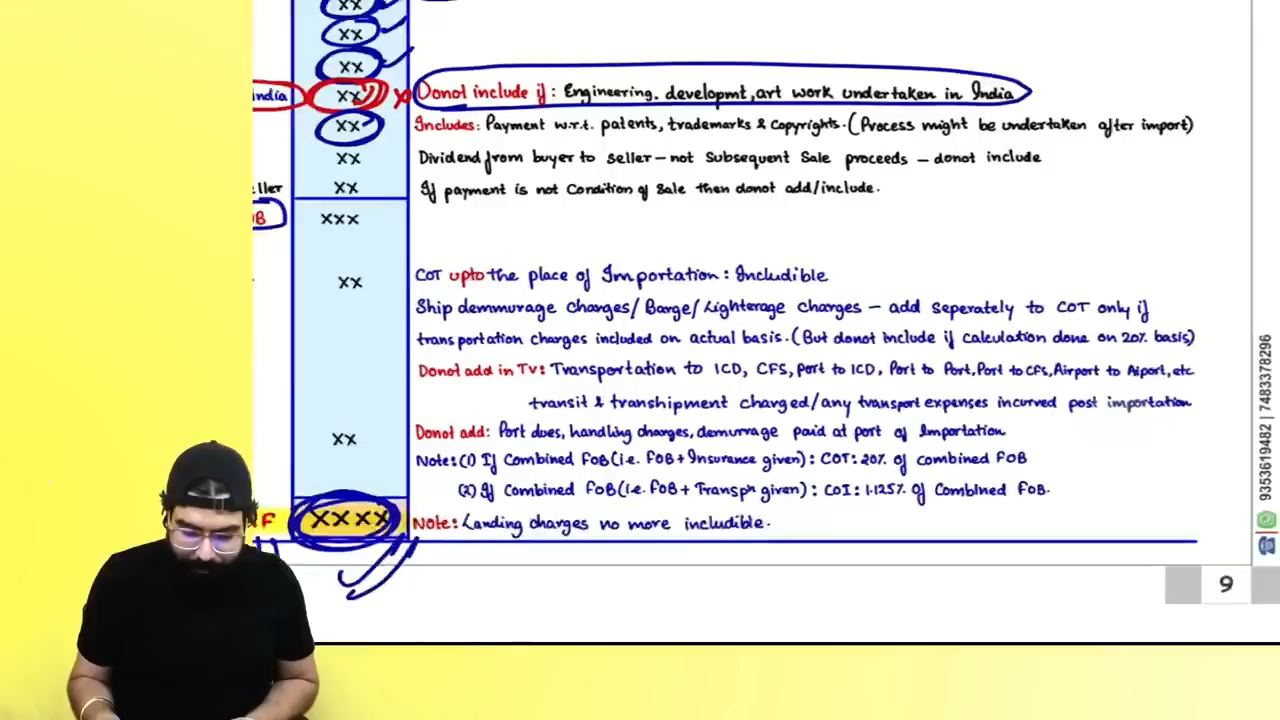 XX
XX
XX
india XX X Donot include if : Engineering. developmt, art work undertaken in India
XX Includes: Payment w.r.t. patents, trademarks & Copyrights. (Process might be undertaken after import)
XX Dividend from buyer to seller - not Subsequent Sale proceeds - donot include
ller XX If payment is not Condition of Sale then donot add/include.
B XXX
XX COT upto the place of Importation : Includible
Ship demmurage charges/ Barge/ Lighterage charges - add seperately to COT only if
transportation charges included on actual basis. (But donot include if calculation done on 20% basis)
Donot add in TV: Transportation to ICD, CFS, port to ICD, Port to Port, Port to CFS, Airport to Aiport, etc
transit & transhipment charged/ any transport expenses incurred post importation
XX Donot add: Port dues, handling charges, demurrage paid at port of Importation
Note: (1) If Combined FOB (i.e. FOB + Insurance given) : COT: 20% of combined FOB
(2) If Combined FOB (i.e. FOB + Transpn given) : COI: 1.125% of Combined FOB.
F XXXX Note: Landing charges no more includible.
9
9353619482 | 7483378296